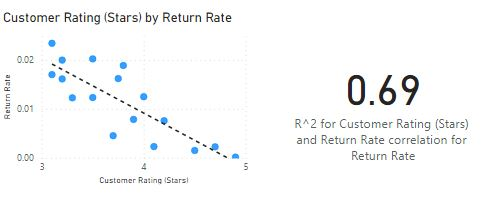 Customer Rating (Stars) by Return Rate
0.02
0.01
0.00
Return Rate
3
4
5
Customer Rating (Stars)
0.69
R^2 for Customer Rating (Stars)
and Return Rate correlation for
Return Rate